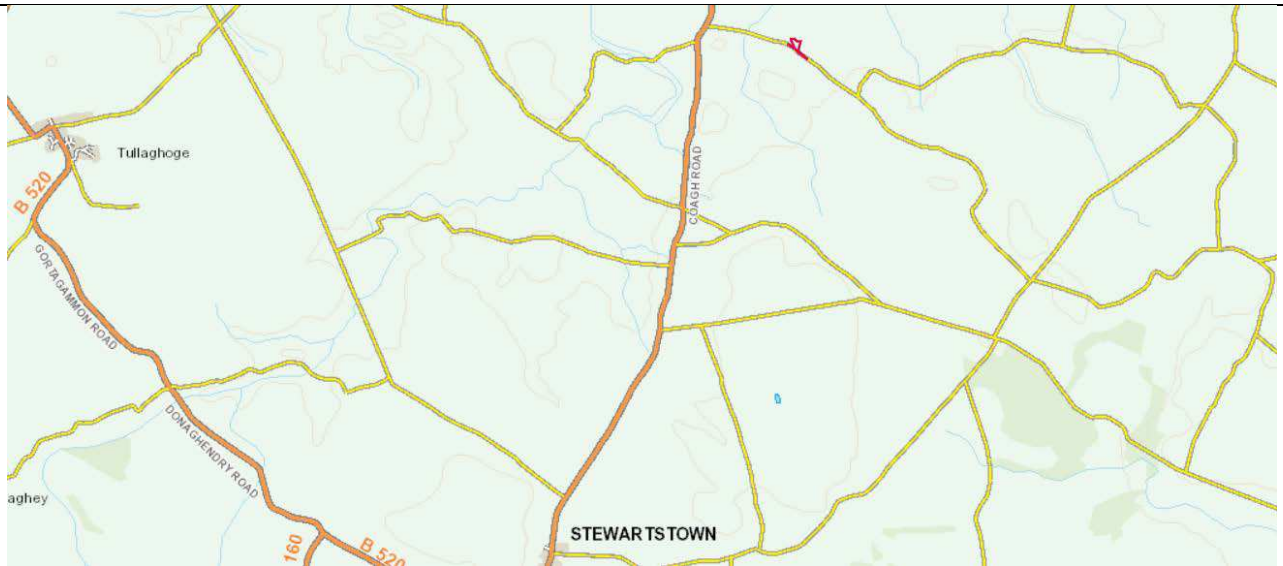 Tullaghoge
B 520
COAGH ROAD
GORTAGAMMON ROAD
DONAGHENDRY ROAD
aghey
STEWARTSTOWN
160
B 520